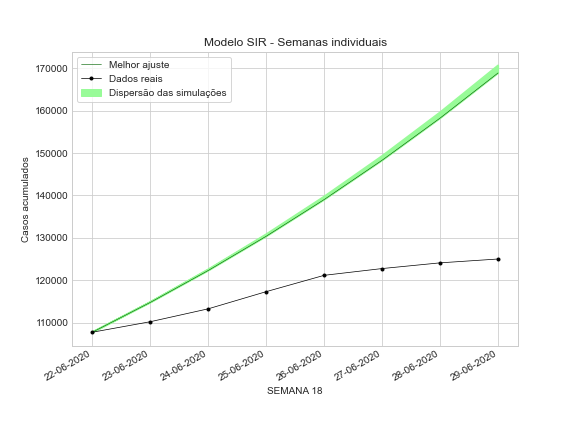 Modelo SIR - Semanas individuais
Melhor ajuste
Dados reais
Dispersão das simulações
Casos acumulados
170000
160000
150000
140000
130000
120000
110000
22-06-2020
23-06-2020
24-06-2020
25-06-2020
26-06-2020
27-06-2020
28-06-2020
29-06-2020
SEMANA 18